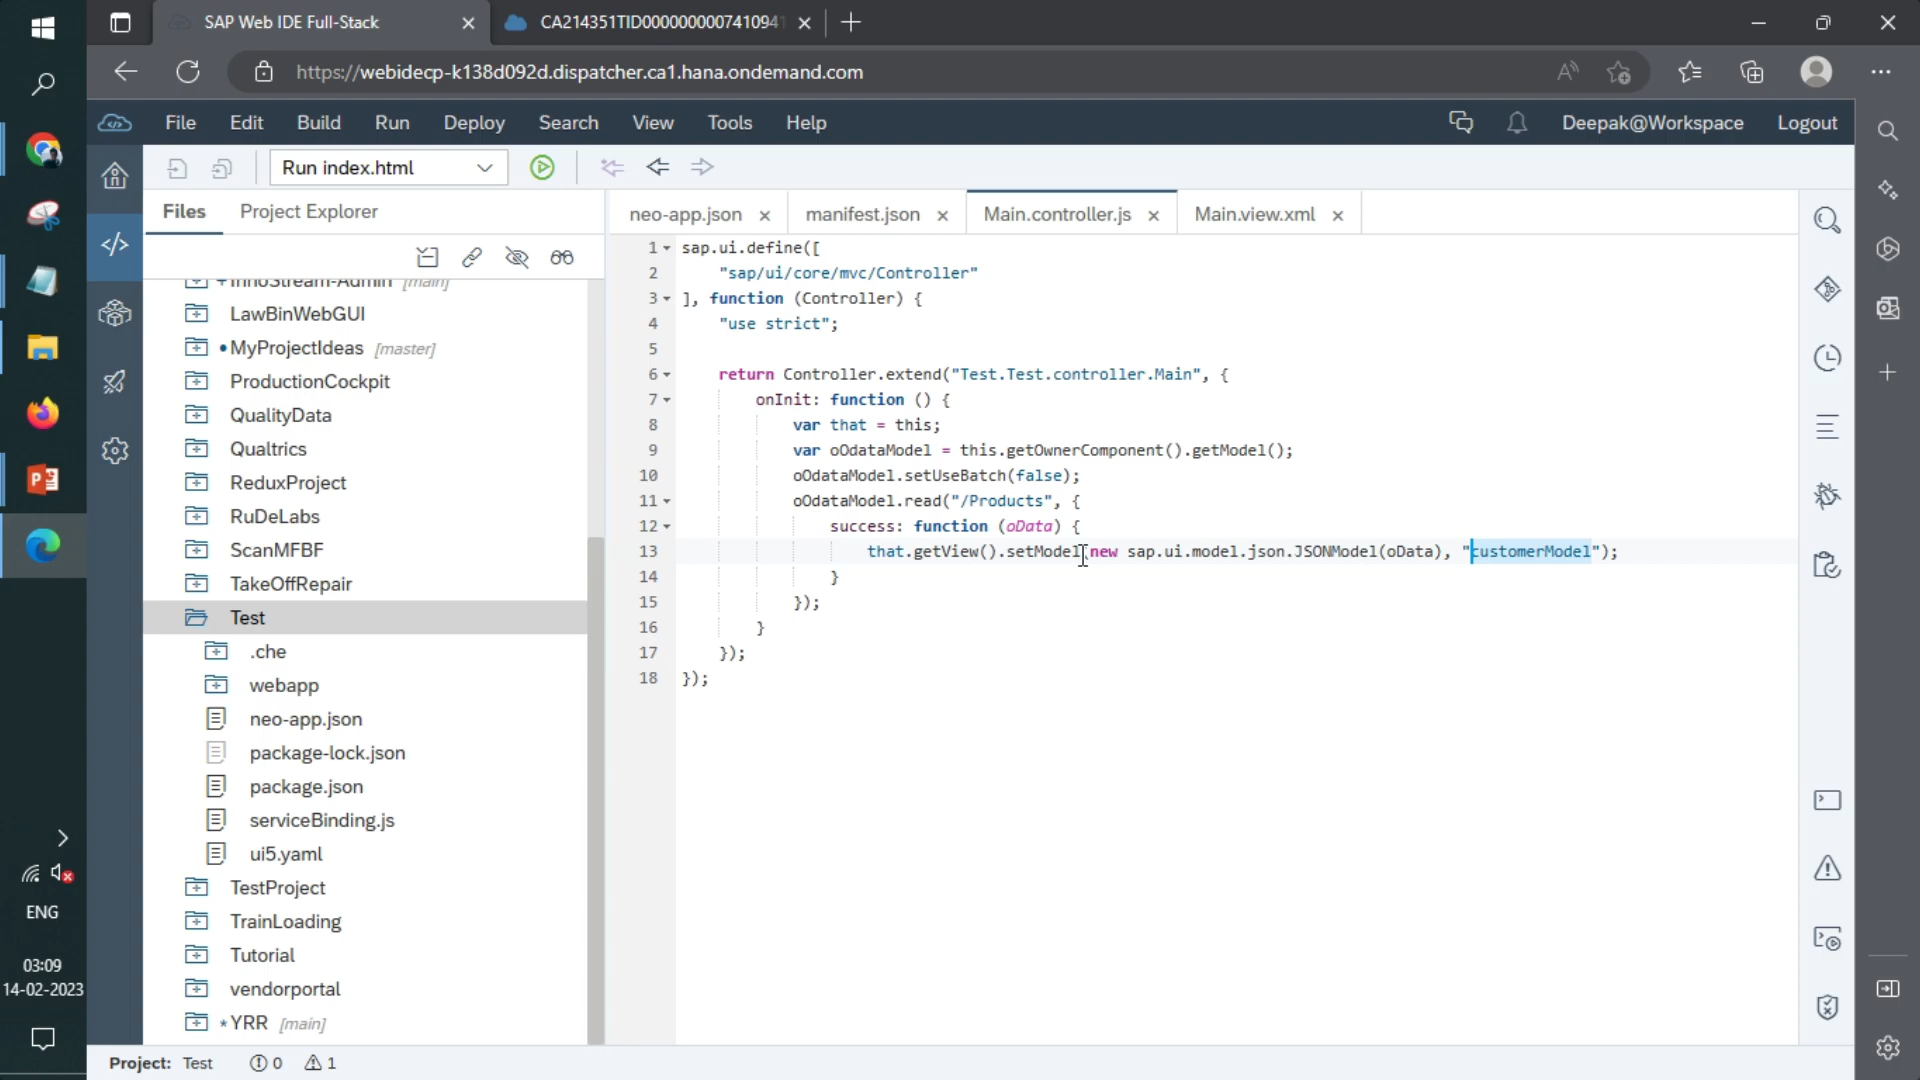 SAP Web IDE Full-Stack
CA214351TID000000000741094
https://webidecp-k138d092d.dispatcher.ca1.hana.ondemand.com
File Edit Build Run Deploy Search View Tools Help
Deepak@Workspace Logout
Run index.html
Files Project Explorer
neo-app.json manifest.json Main.controller.js Main.view.xml
InnoStream-Admin [main]
LawBinWebGUI
MyProjectIdeas [master]
ProductionCockpit
QualityData
Qualtrics
ReduxProject
RuDeLabs
ScanMFBF
TakeOffRepair
Test
.che
webapp
neo-app.json
package-lock.json
package.json
serviceBinding.js
ui5.yaml
TestProject
TrainLoading
Tutorial
vendorportal
* YRR [main]
1 sap.ui.define([
2 "sap/ui/core/mvc/Controller"
3 ], function (Controller) {
4 "use strict";
5
6 return Controller.extend("Test.Test.controller.Main", {
7 onInit: function () {
8 var that = this;
9 var oOdataModel = this.getOwnerComponent().getModel();
10 oOdataModel.setUseBatch(false);
11 oOdataModel.read("/Products", {
12 success: function (oData) {
13 that.getView().setModel(new sap.ui.model.json.JSONModel(oData), "customerModel");
14 }
15 });
16 }
17 });
18 });
ENG
03:09
14-02-2023
Project: Test 0 1